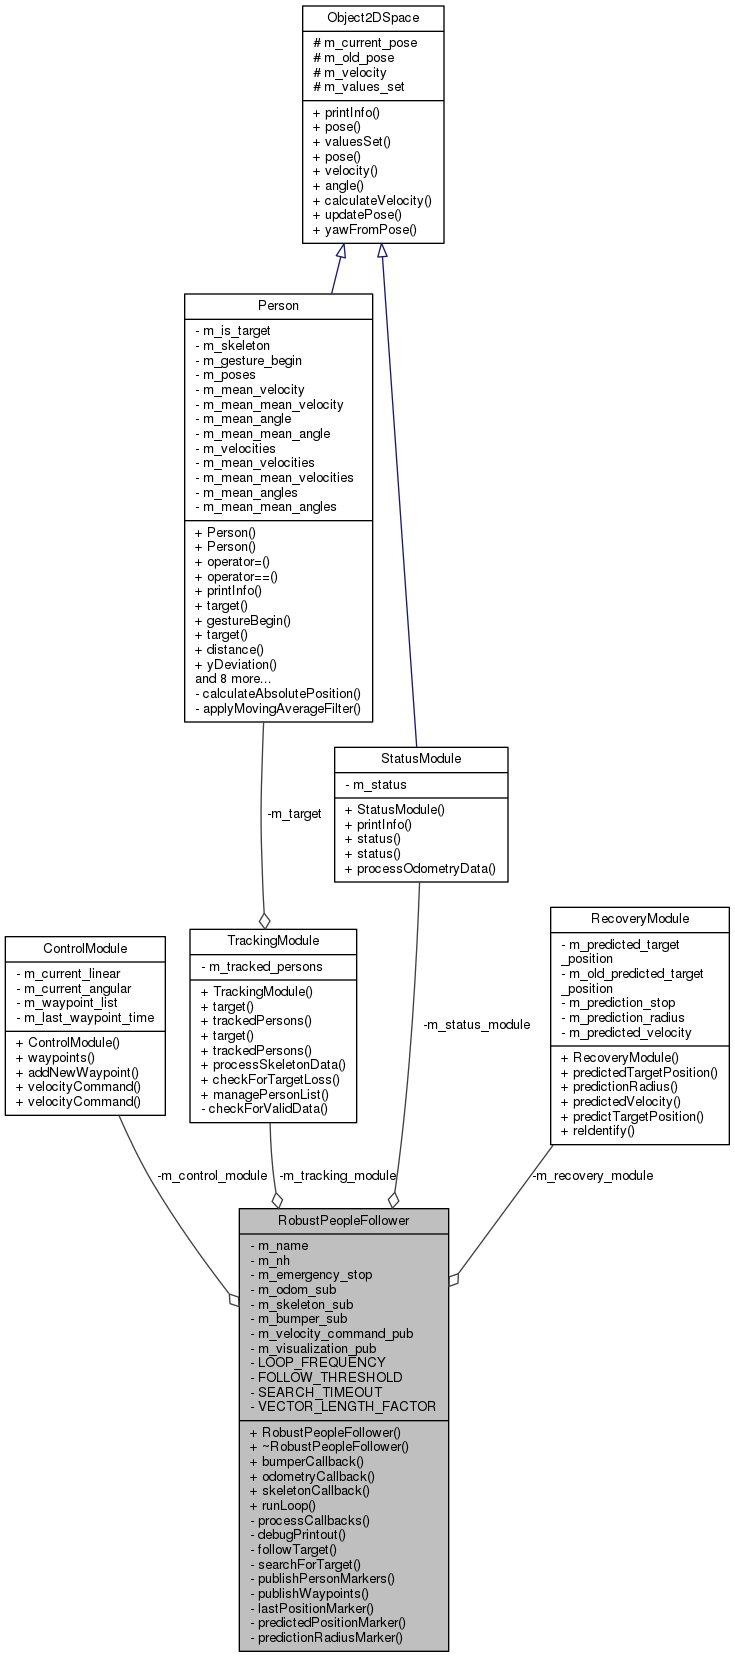 Object2DSpace
# m_current_pose
# m_old_pose
# m_velocity
# m_values_set
+ printInfo()
+ pose()
+ valuesSet()
+ pose()
+ velocity()
+ angle()
+ calculateVelocity()
+ updatePose()
+ yawFromPose()
Person
- m_is_target
- m_skeleton
- m_gesture_begin
- m_poses
- m_mean_velocity
- m_mean_mean_velocity
- m_mean_angle
- m_mean_mean_angle
- m_velocities
- m_mean_velocities
- m_mean_mean_velocities
- m_mean_angles
- m_mean_mean_angles
+ Person()
+ Person()
+ operator=()
+ operator==()
+ printInfo()
+ target()
+ gestureBegin()
+ target()
+ distance()
+ yDeviation()
and 8 more...
- calculateAbsolutePosition()
- applyMovingAverageFilter()
-m_target
StatusModule
- m_status
+ StatusModule()
+ printInfo()
+ status()
+ status()
+ processOdometryData()
ControlModule
- m_current_linear
- m_current_angular
- m_waypoint_list
- m_last_waypoint_time
+ ControlModule()
+ waypoints()
+ addNewWaypoint()
+ velocityCommand()
+ velocityCommand()
TrackingModule
- m_tracked_persons
+ TrackingModule()
+ target()
+ trackedPersons()
+ target()
+ trackedPersons()
+ processSkeletonData()
+ checkForTargetLoss()
+ managePersonList()
- checkForValidData()
-m_status_module
RecoveryModule
- m_predicted_target
_position
- m_old_predicted_target
_position
- m_prediction_stop
- m_prediction_radius
- m_predicted_velocity
+ RecoveryModule()
+ predictedTargetPosition()
+ predictionRadius()
+ predictedVelocity()
+ predictTargetPosition()
+ reIdentify()
-m_control_module
-m_tracking_module
-m_recovery_module
RobustPeopleFollower
- m_name
- m_nh
- m_emergency_stop
- m_odom_sub
- m_skeleton_sub
- m_bumper_sub
- m_velocity_command_pub
- m_visualization_pub
- LOOP_FREQUENCY
- FOLLOW_THRESHOLD
- SEARCH_TIMEOUT
- VECTOR_LENGTH_FACTOR
+ RobustPeopleFollower()
+ ~RobustPeopleFollower()
+ bumperCallback()
+ odometryCallback()
+ skeletonCallback()
+ runLoop()
- processCallbacks()
- debugPrintout()
- followTarget()
- searchForTarget()
- publishPersonMarkers()
- publishWaypoints()
- lastPositionMarker()
- predictedPositionMarker()
- predictionRadiusMarker()